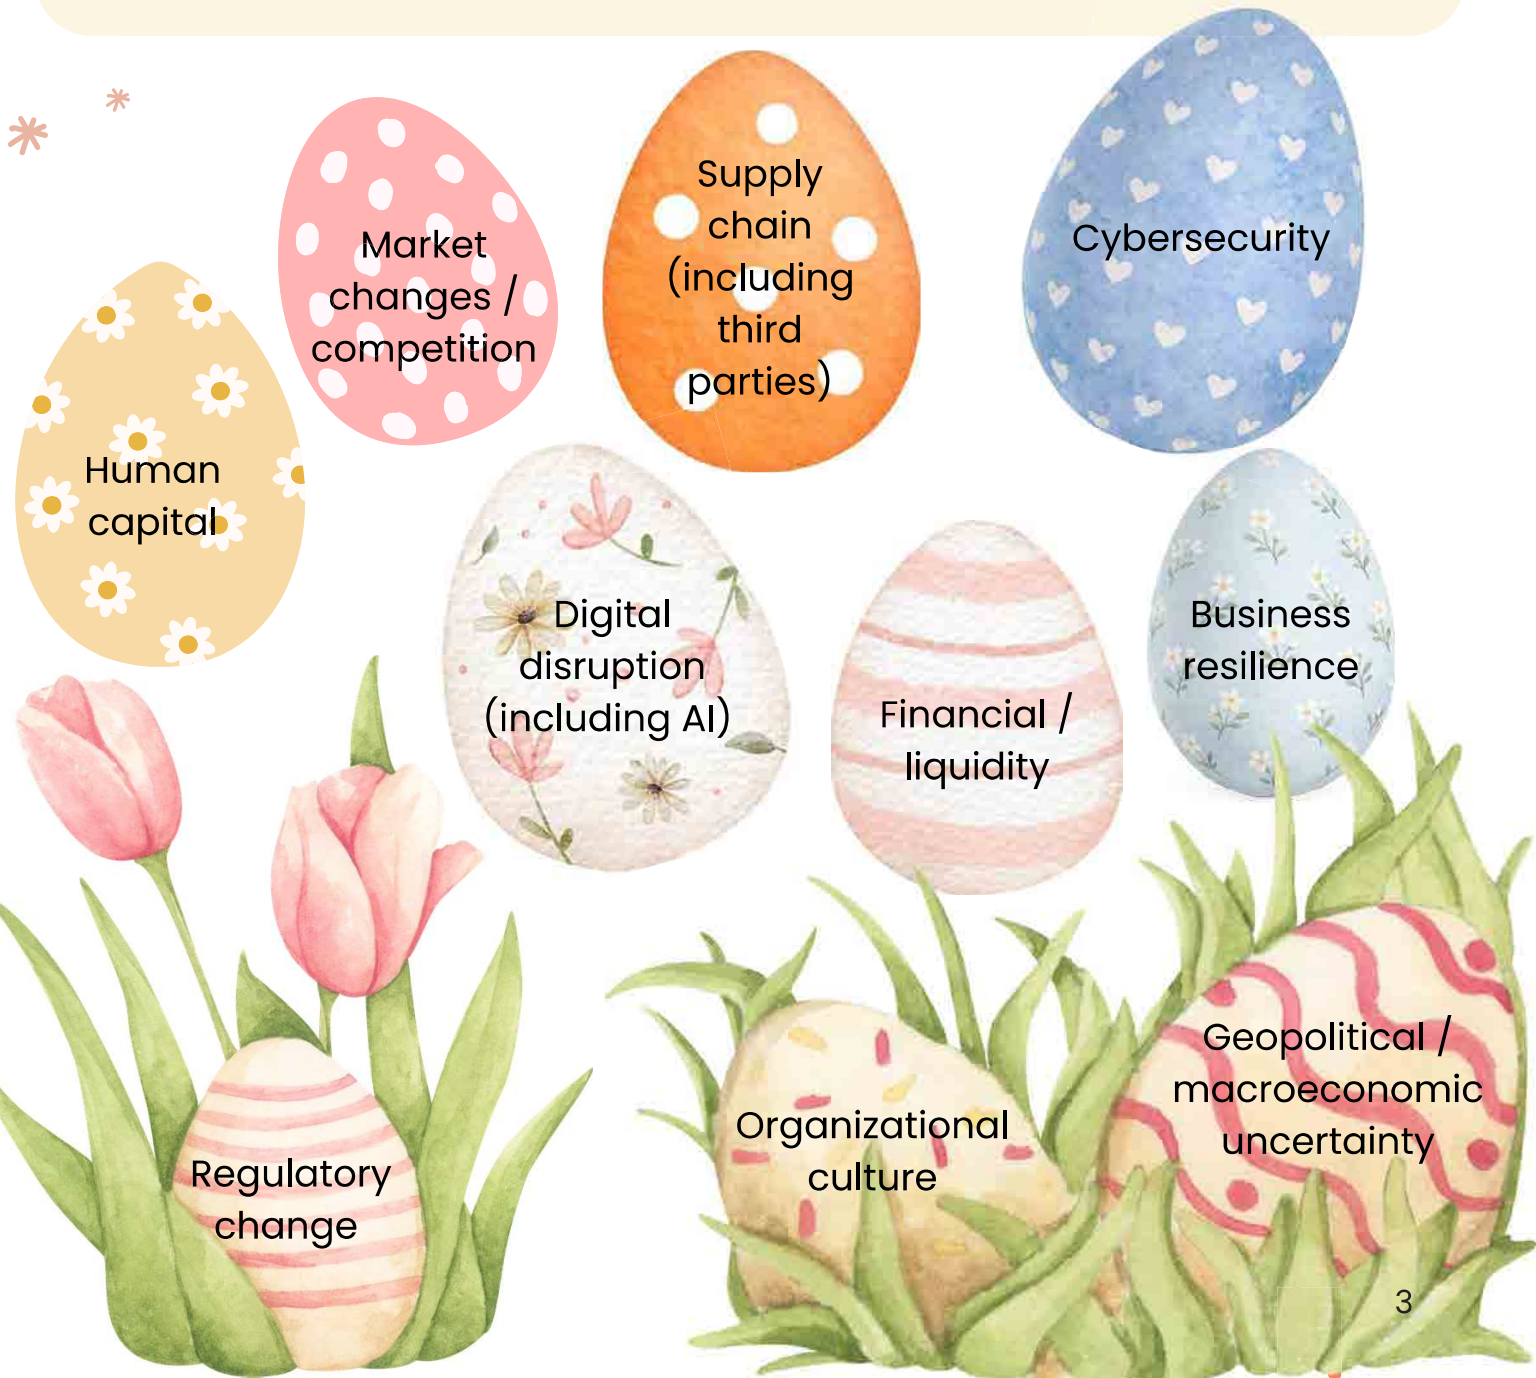 Market
changes /
competition
Supply
chain
(including
third
parties)
Cybersecurity
Human
capital
Digital
disruption
(including AI)
Financial /
liquidity
Business
resilience
Regulatory
change
Organizational
culture
Geopolitical /
macroeconomic
uncertainty
3